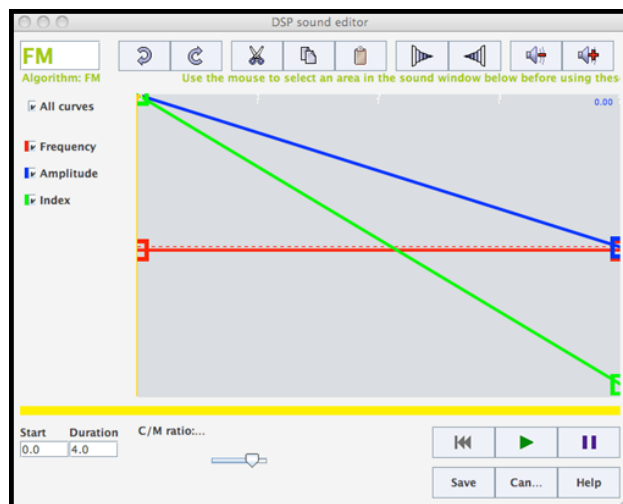 DSP sound editor
FM
Algorithm: FM
Use the mouse to select an area in the sound window below before using thes
All curves
0.00
Frequency
Amplitude
Index
Start
Duration
C/M ratio:...
0.0
4.0
Save
Can...
Help